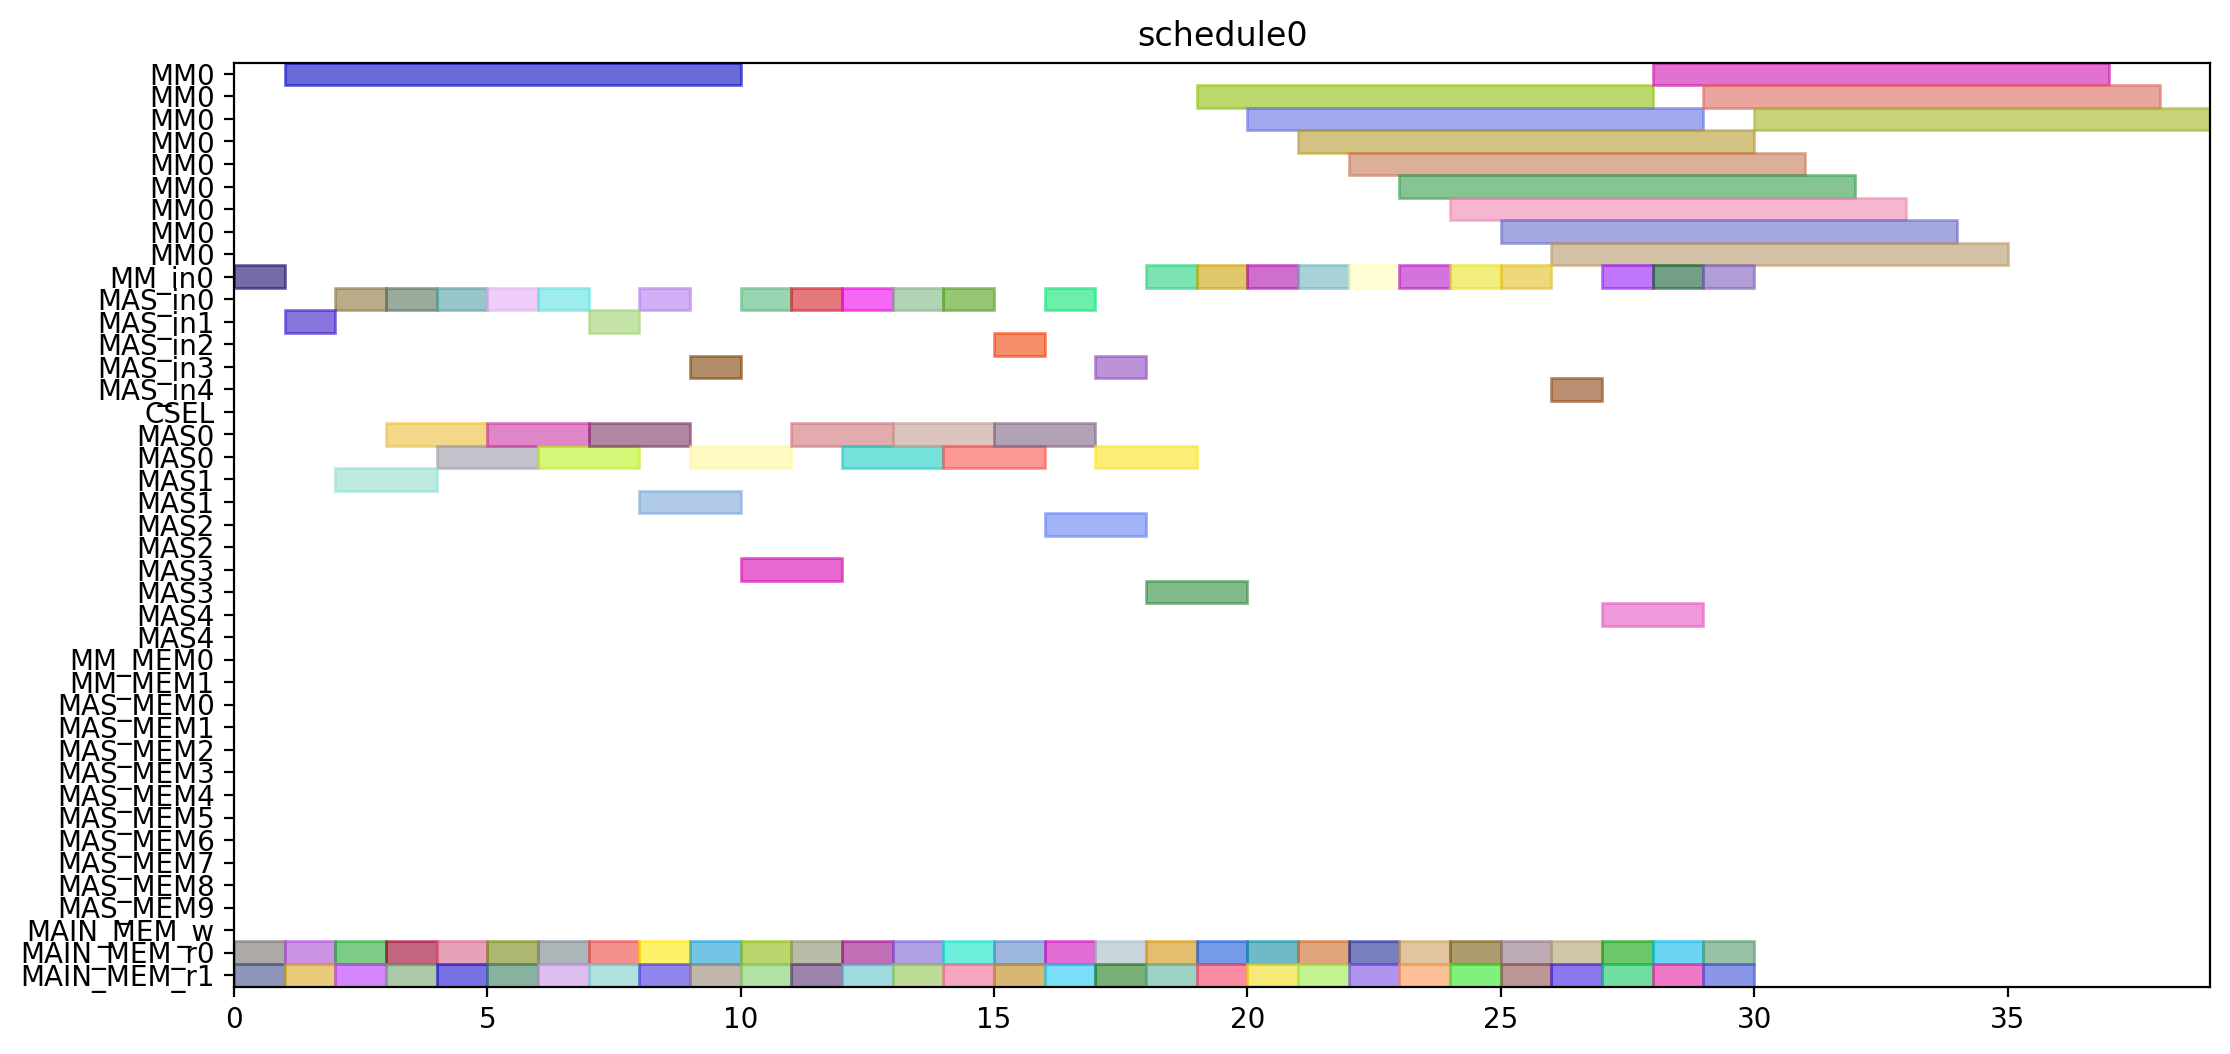 schedule0
MM0
MM0
MM0
MM0
MM0
MM0
MM0
MM0
MM0
MM_in0
MAS_in0
MAS_in1
MAS_in2
MAS_in3
MAS_in4
CSEL
MAS0
MAS0
MAS1
MAS1
MAS2
MAS2
MAS3
MAS3
MAS4
MAS4
MM_MEM0
MM_MEM1
MAS_MEM0
MAS_MEM1
MAS_MEM2
MAS_MEM3
MAS_MEM4
MAS_MEM5
MAS_MEM6
MAS_MEM7
MAS_MEM8
MAS_MEM9
MAIN_MEM_w
MAIN_MEM_r0
MAIN_MEM_r1
0 5 10 15 20 25 30 35